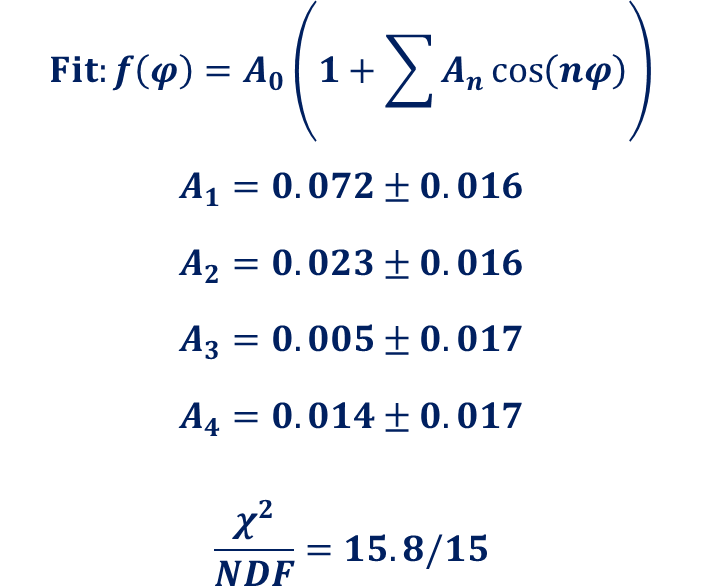 Fit: f(φ) = A₀ (1 + ∑ Aₙ cos(nφ))
A₁ = 0.072 ± 0.016
A₂ = 0.023 ± 0.016
A₃ = 0.005 ± 0.017
A₄ = 0.014 ± 0.017
χ²/NDF = 15.8/15